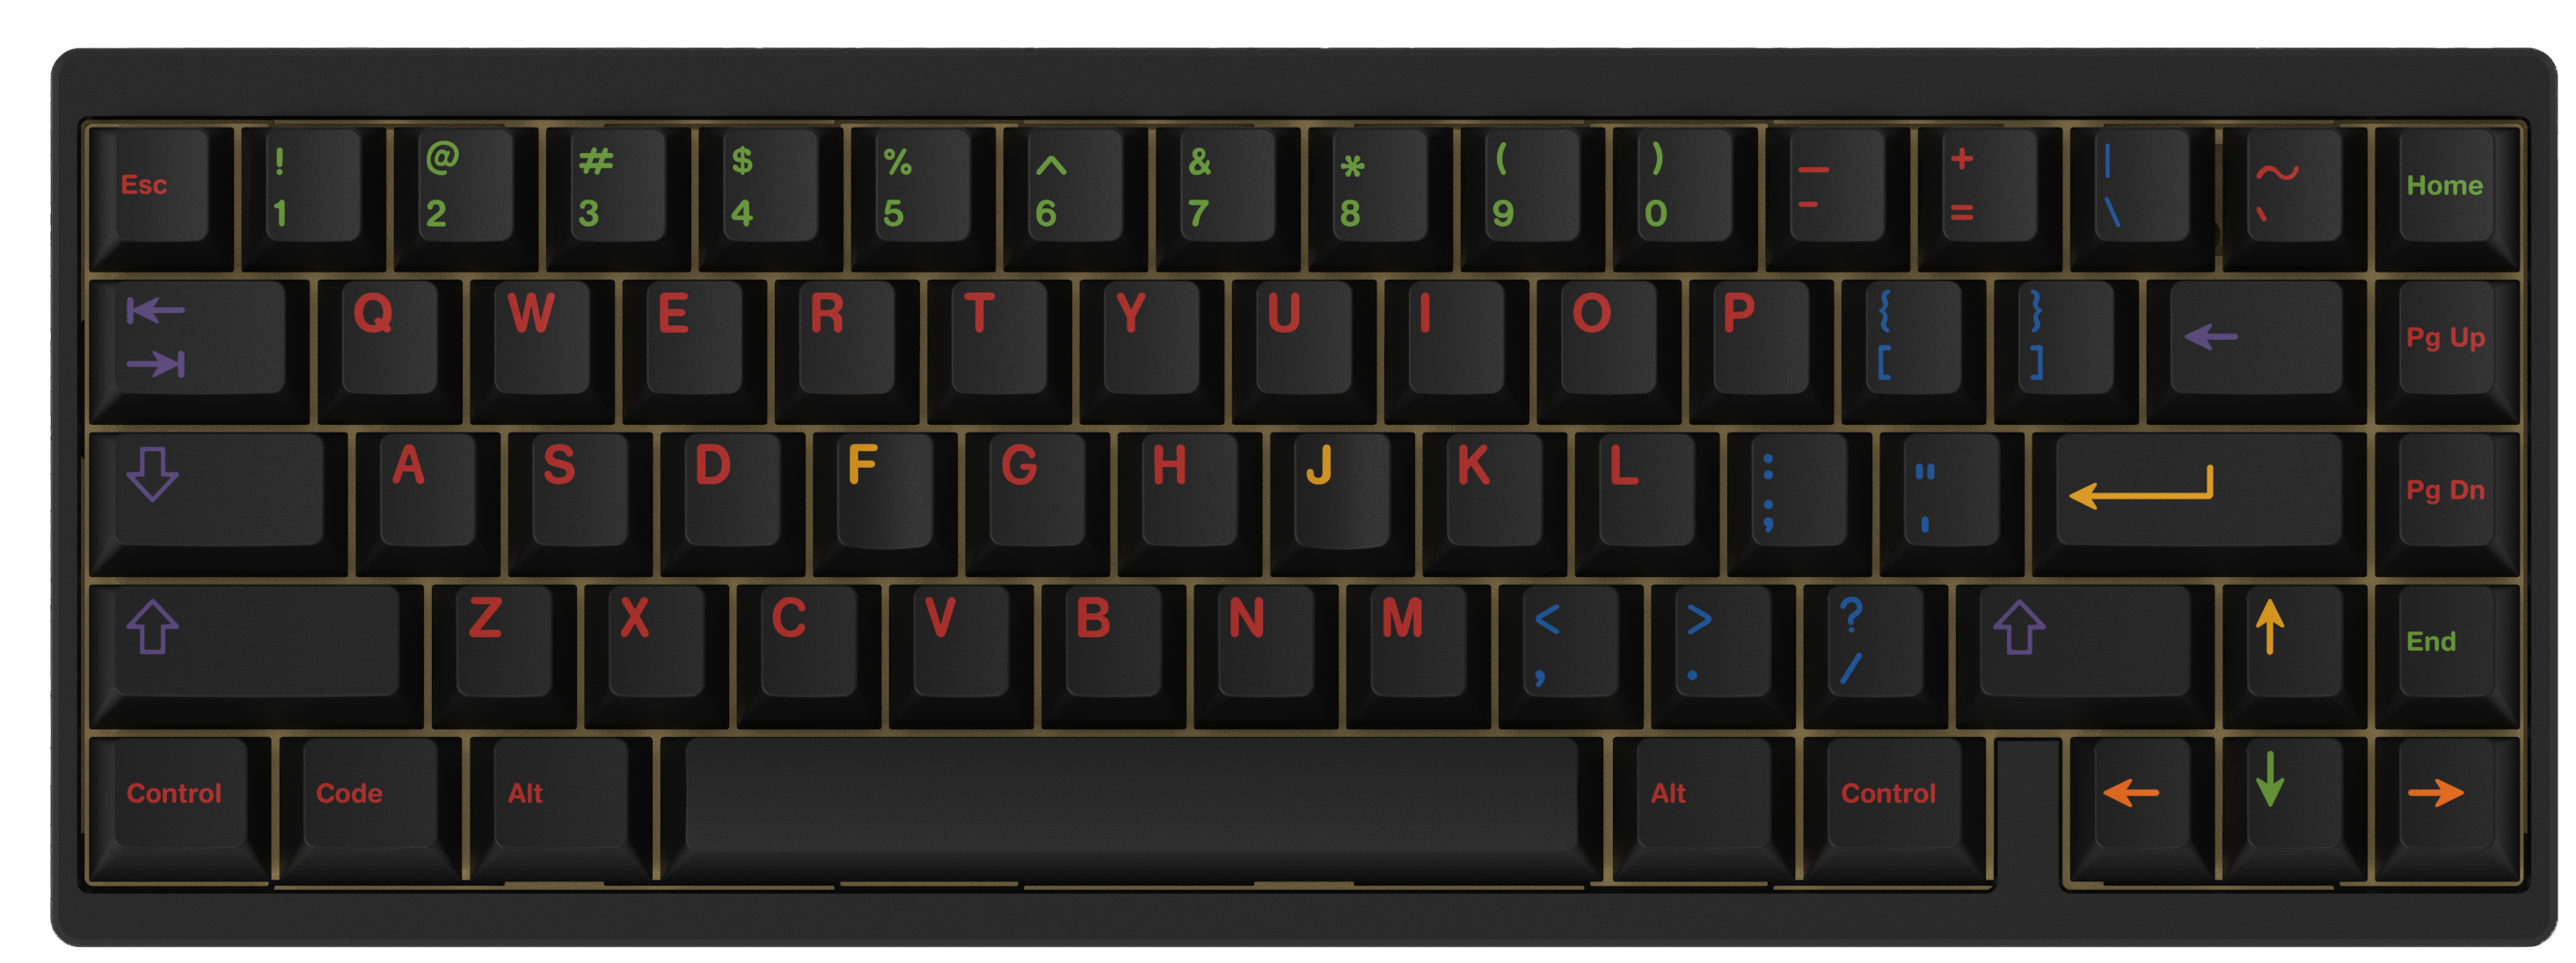 Esc ! @ # $ % ^ & * ( ) _ + | ~ Home
1 2 3 4 5 6 7 8 9 0 - = \ `
Q W E R T Y U I O P { } Pg Up
[ ]
A S D F G H J K L : " Pg Dn
; '
Z X C V B N M < > ? End
, . /
Control Code Alt Alt Control